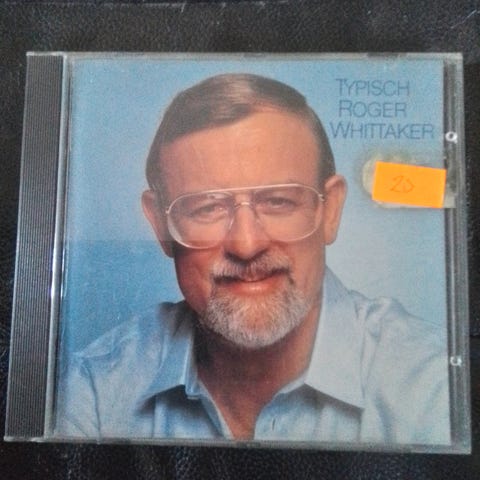 TYPISCH
ROGER
WHITTAKER
20